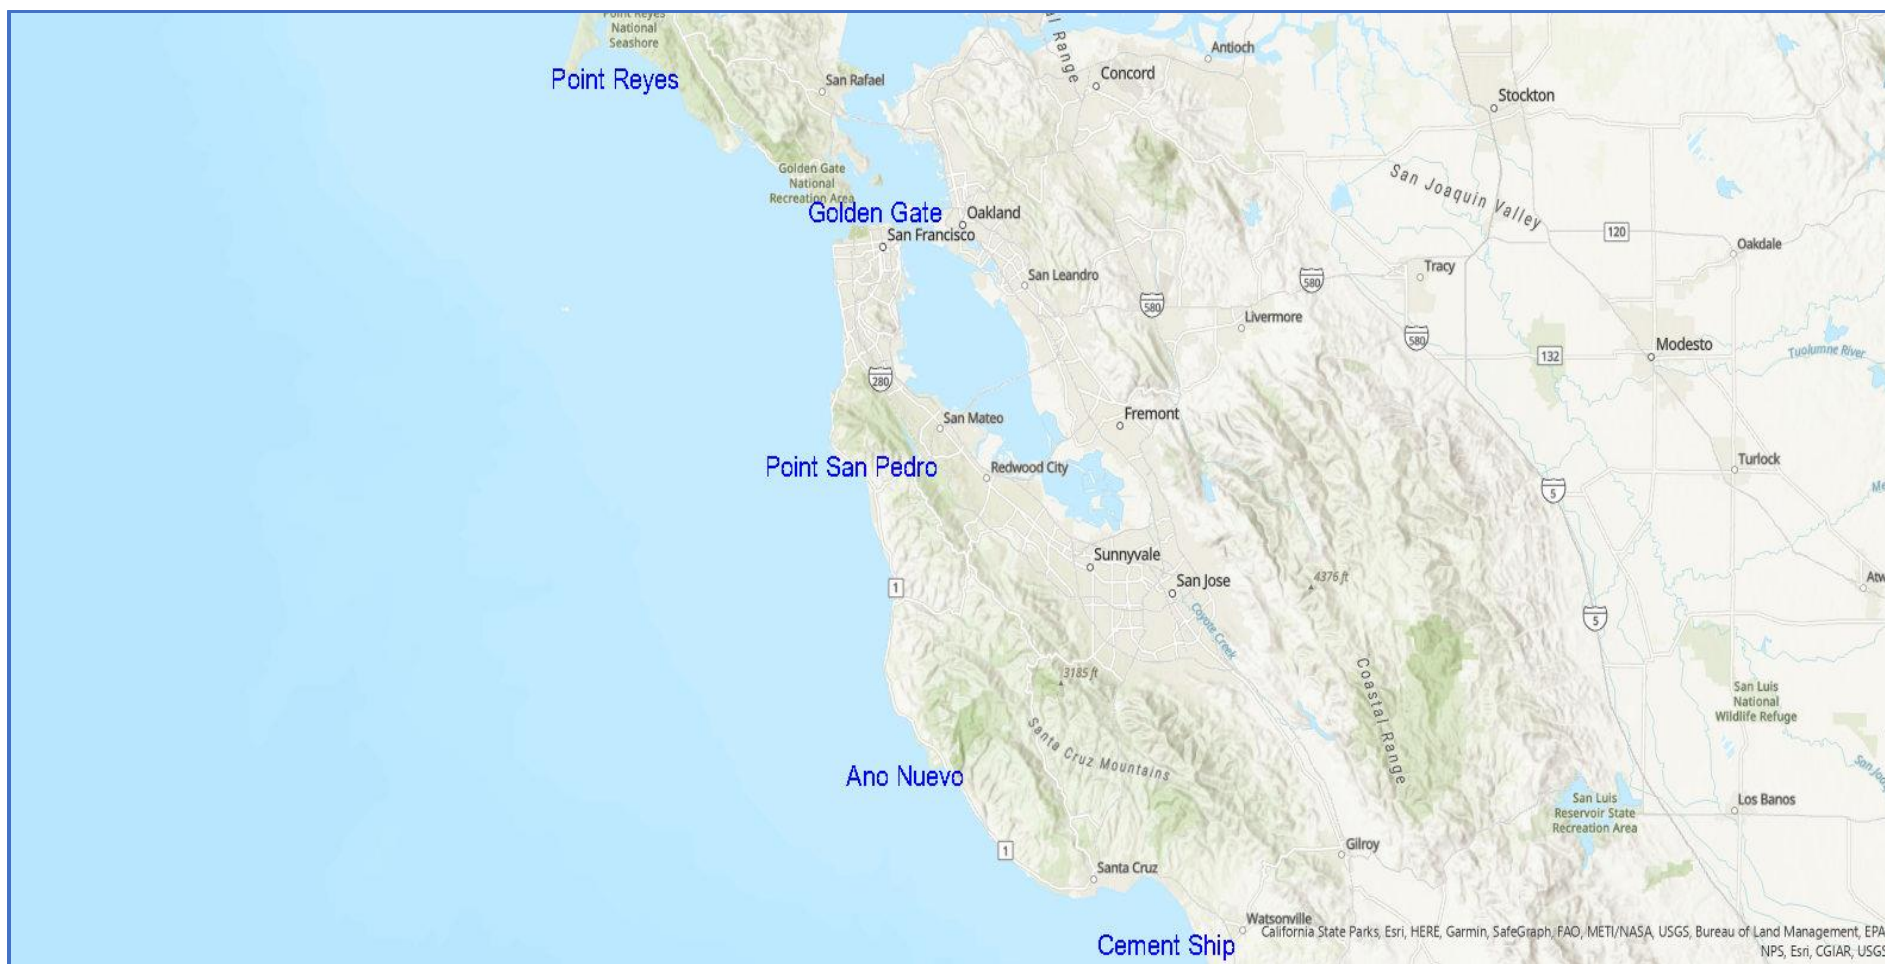 Point Reyes
National
Seashore
Point Reyes
San Rafael
Range
Concord
Antioch
Stockton
Golden Gate
National
Recreation Area
Golden Gate
Oakland
San Francisco
San Joaquin Valley
120
Oakdale
San Leandro
580
580
Tracy
Livermore
580
132
Modesto
Tuolumne River
280
San Mateo
Fremont
Point San Pedro
Redwood City
Turlock
5
Sunnyvale
San Jose
4376 ft
1
Coyote Creek
5
3185 ft
Coastal Range
San Luis
National
Wildlife Refuge
Santa Cruz Mountains
Ano Nuevo
San Luis
Reservoir State
Recreation Area
Los Banos
1
Gilroy
Santa Cruz
Watsonville
Cement Ship
California State Parks, Esri, HERE, Garmin, SafeGraph, FAO, METI/NASA, USGS, Bureau of Land Management, EPA
NPS, Esri, CGIAR, USGS